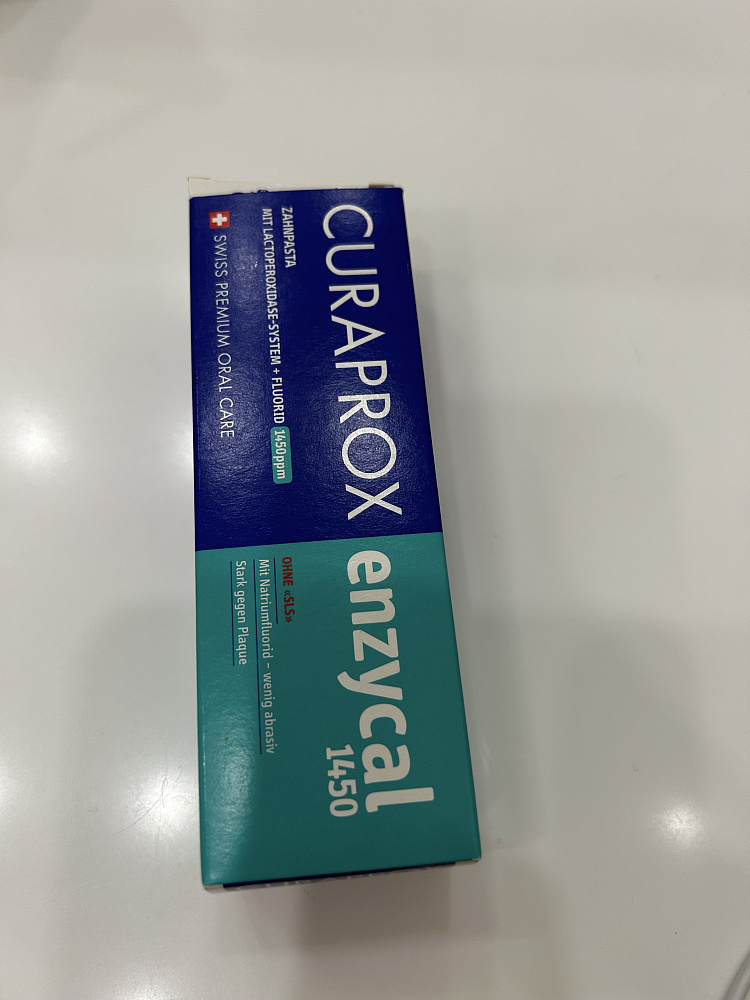 CURAPROX enzycal
1450
ZAHNPASTA
MIT LACTOPEROXIDASE-SYSTEM + FLUORID 1450ppm
SWISS PREMIUM ORAL CARE
OHNE «SLS»
Mit Natriumfluorid – wenig abrasiv
Stark gegen Plaque